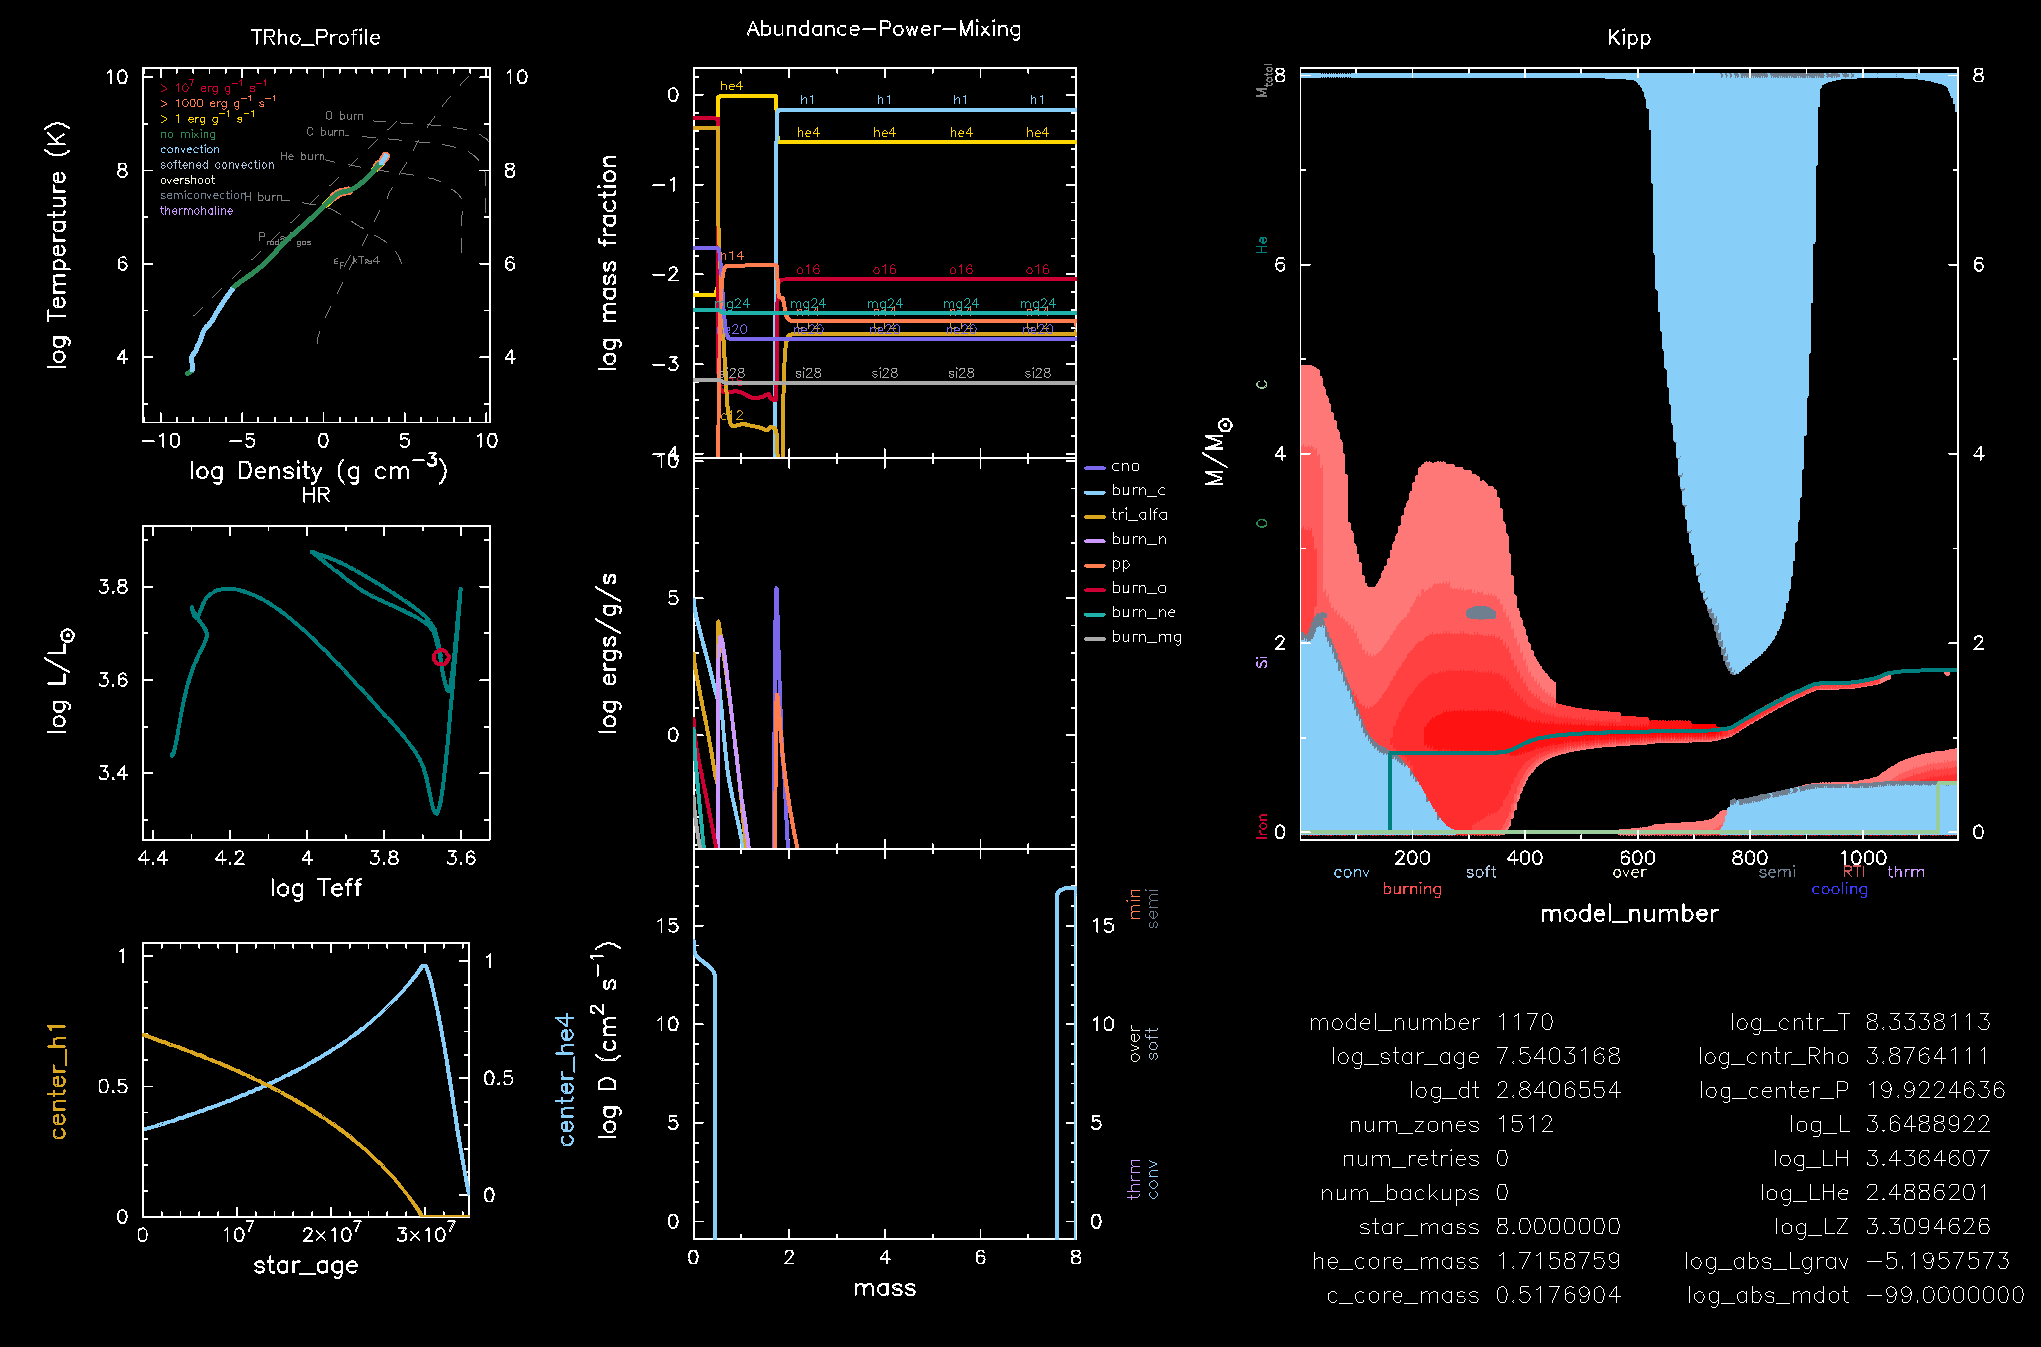 TRho_Profile
10
8
6
4
10
8
6
4
> 10⁷ erg g⁻¹ s⁻¹
> 1000 erg g⁻¹ s⁻¹
> 1 erg g⁻¹ s⁻¹
no mixing
convection
softened convection
overshoot
semiconvection
thermohaline
O burn
C burn
He burn
H burn
log Temperature (K)
−10 −5 0 5 10
log Density (g cm⁻³)
HR
3.8
3.6
3.4
log L/L☉
4.4 4.2 4 3.8 3.6
log Teff
1
0.5
0
1
0.5
0
center_h1
center_he4
0 10⁷ 2×10⁷ 3×10⁷
star_age
Abundance−Power−Mixing
0
−1
−2
−3
−4
log mass fraction
he4
h1 h1 h1 h1
he4 he4 he4 he4
n14
o16 o16 o16 o16
mg24 mg24 mg24 mg24 mg24
ne20 ne20 ne20 ne20
si28 si28 si28 si28 si28
c12
10
5
0
log ergs/g/s
cno
burn_c
tri_alfa
burn_n
pp
burn_o
burn_ne
burn_mg
15
10
5
0
15
10
5
0
log D (cm² s⁻¹)
min
semi
over
soft
thrm
conv
0 2 4 6 8
mass
Kipp
8
6
4
2
0
8
6
4
2
0
M/M☉
Mtotal
He
C
O
Si
Iron
200 400 600 800 1000
conv soft over semi RTI thrm
burning cooling
model_number
model_number 1170 log_cntr_T 8.3338113
log_star_age 7.5403168 log_cntr_Rho 3.8764111
log_dt 2.8406554 log_center_P 19.9224636
num_zones 1512 log_L 3.6488922
num_retries 0 log_LH 3.4364607
num_backups 0 log_LHe 2.4886201
star_mass 8.0000000 log_LZ 3.3094626
he_core_mass 1.7158759 log_abs_Lgrav −5.1957573
c_core_mass 0.5176904 log_abs_mdot −99.0000000